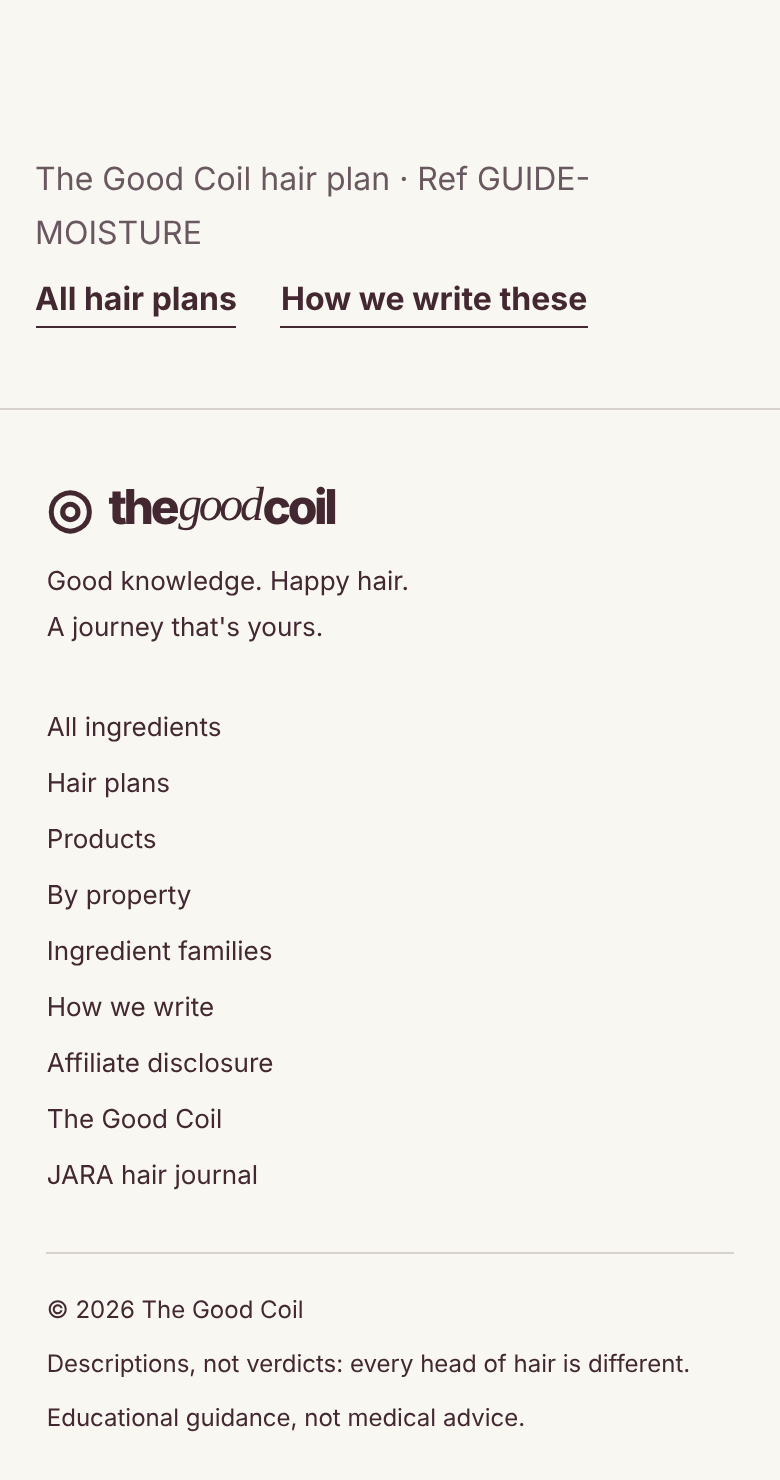 The Good Coil hair plan · Ref GUIDE-
MOISTURE
All hair plans How we write these
thegoodcoil
Good knowledge. Happy hair.
A journey that's yours.
All ingredients
Hair plans
Products
By property
Ingredient families
How we write
Affiliate disclosure
The Good Coil
JARA hair journal
© 2026 The Good Coil
Descriptions, not verdicts: every head of hair is different.
Educational guidance, not medical advice.